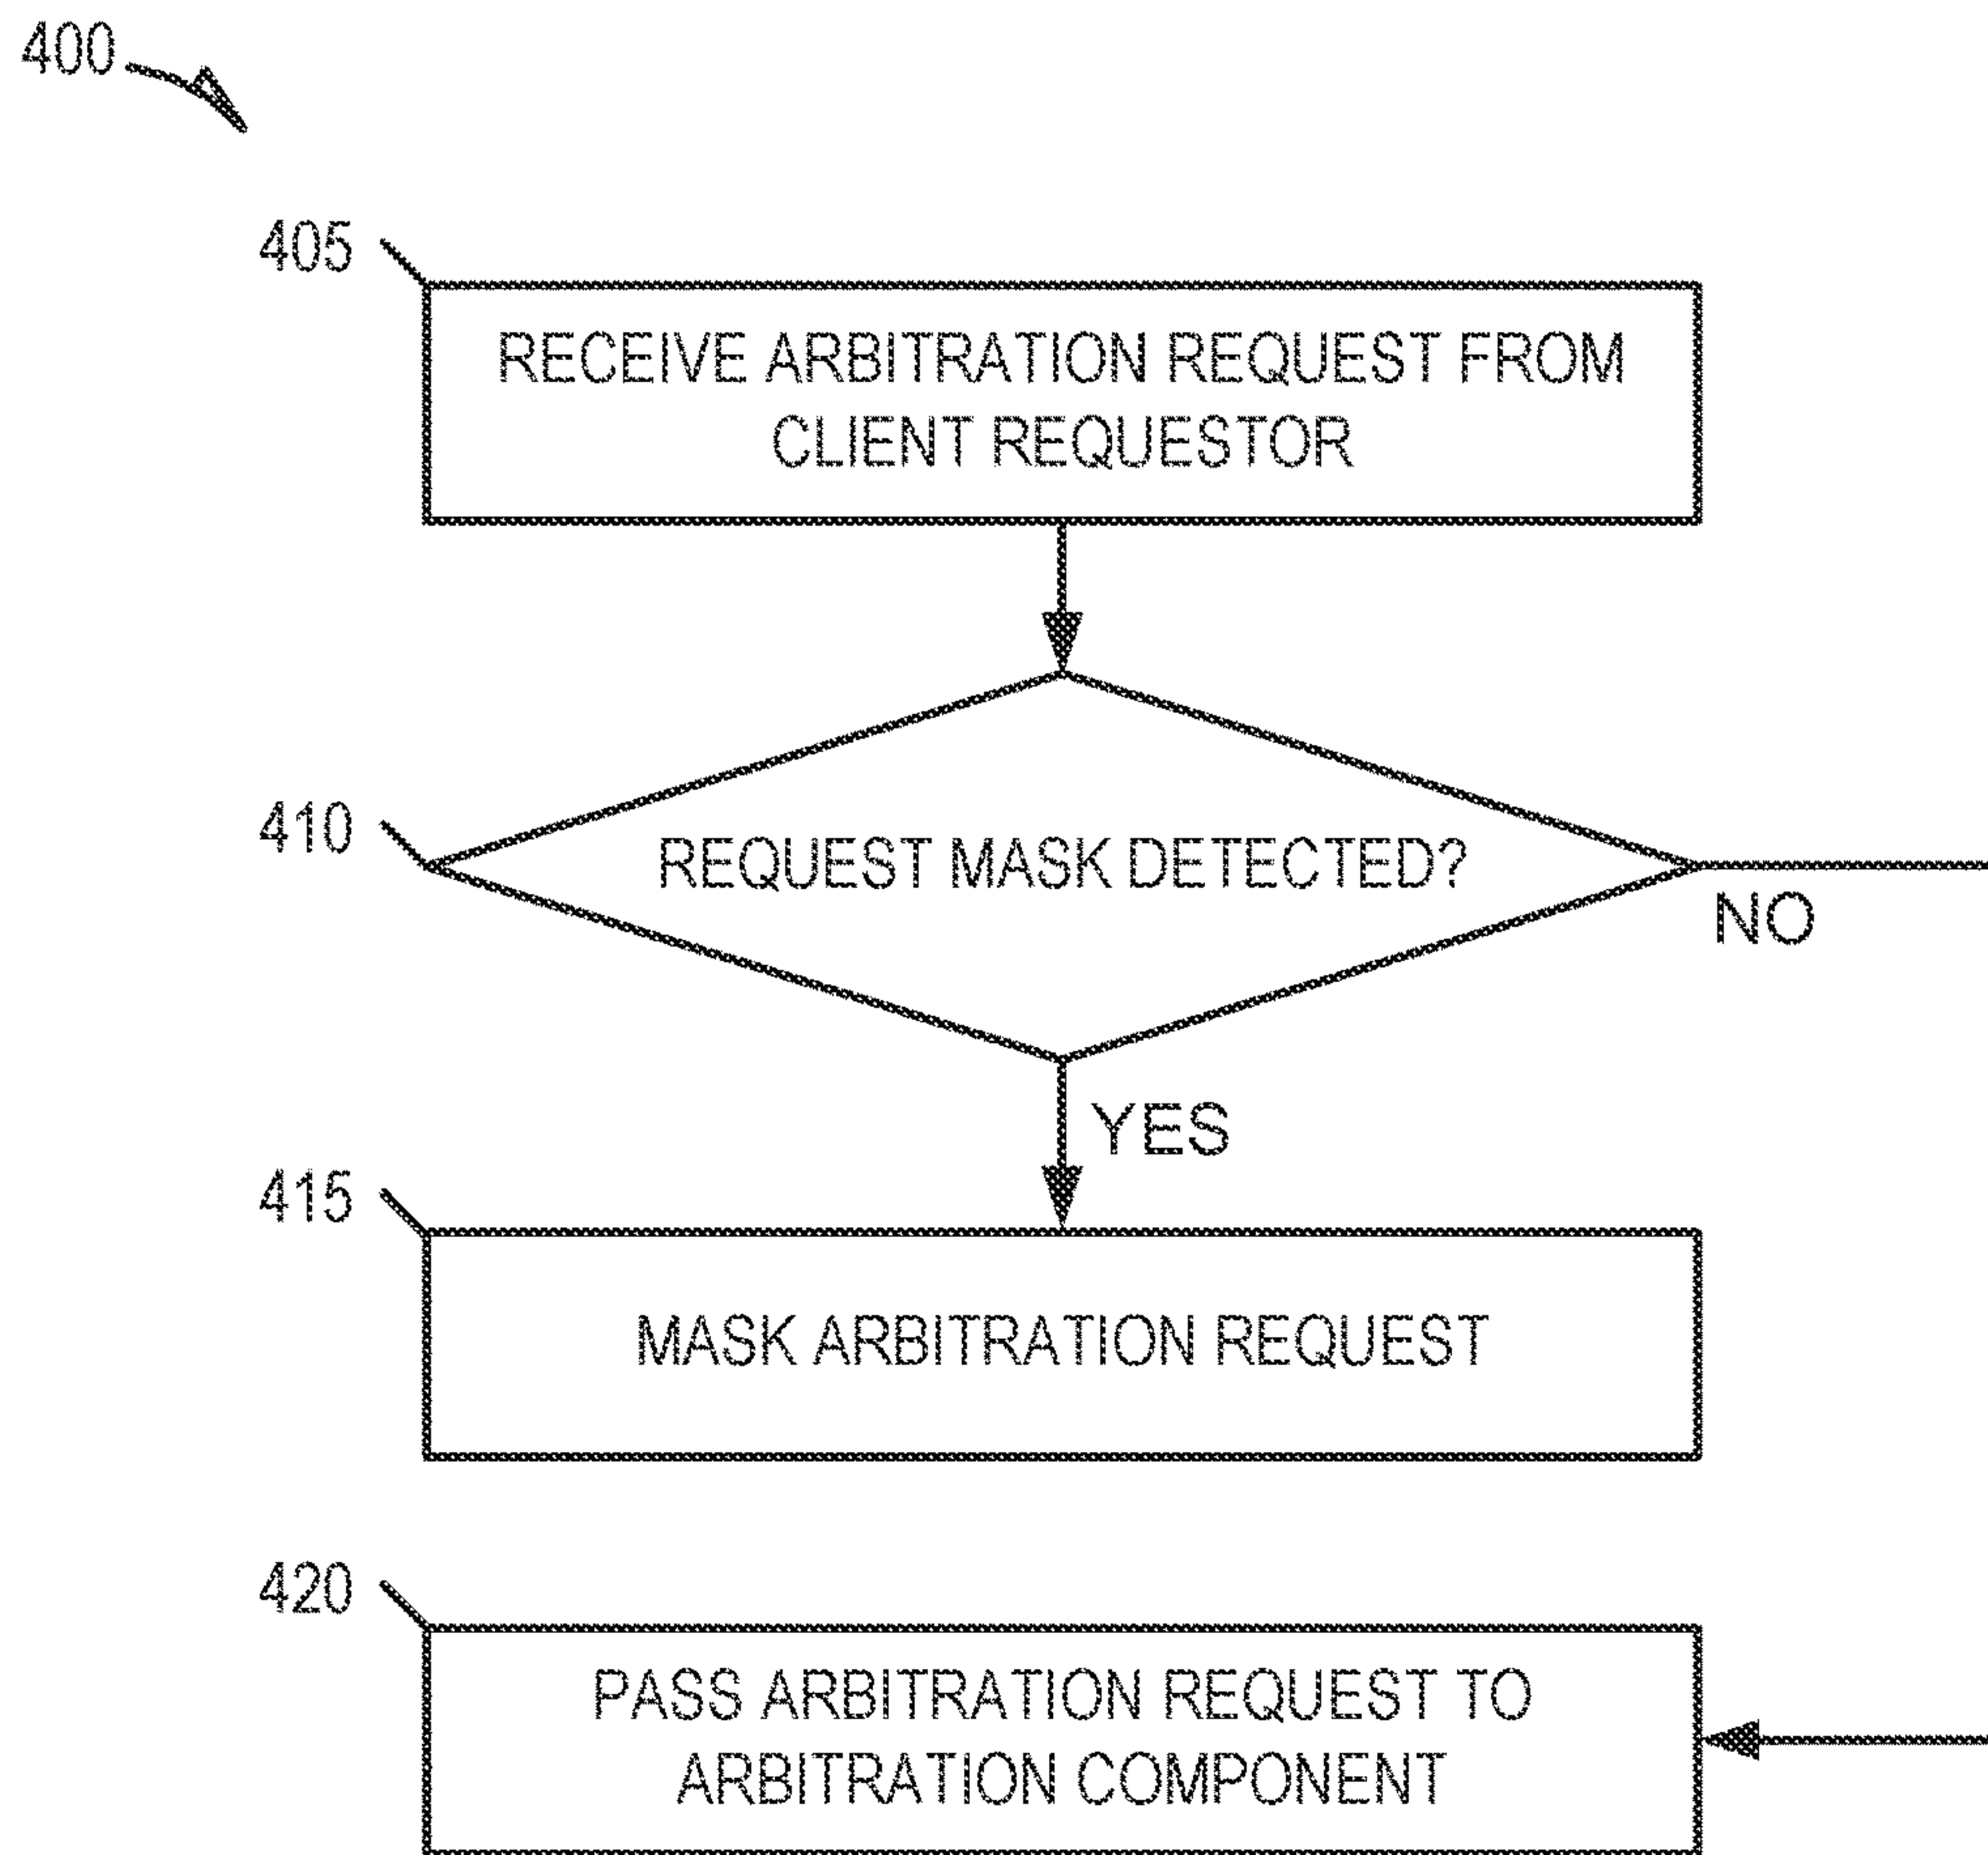 400
405
RECEIVE ARBITRATION REQUEST FROM
CLIENT REQUESTOR
410
REQUEST MASK DETECTED?
NO
YES
415
MASK ARBITRATION REQUEST
420
PASS ARBITRATION REQUEST TO
ARBITRATION COMPONENT